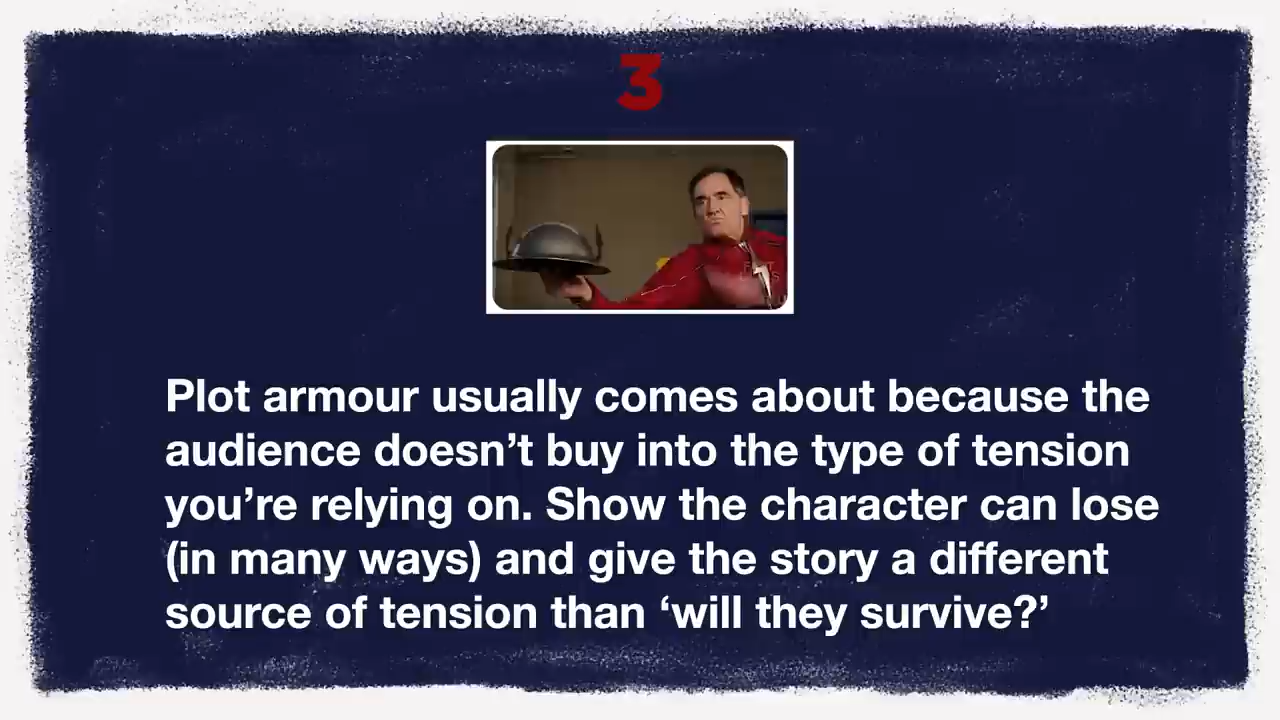 3
Plot armour usually comes about because the
audience doesn’t buy into the type of tension
you’re relying on. Show the character can lose
(in many ways) and give the story a different
source of tension than ‘will they survive?’